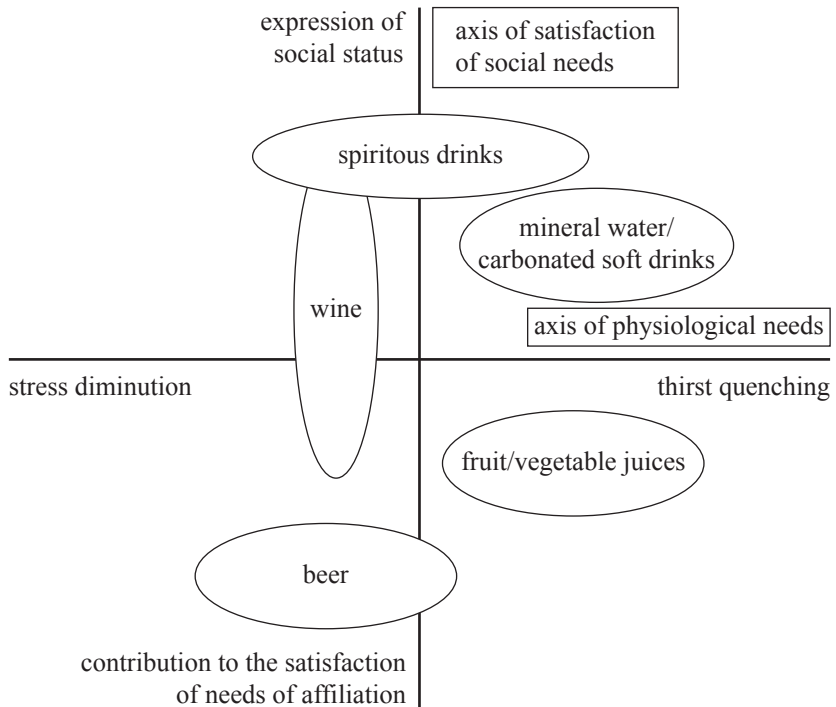 expression of
social status
axis of satisfaction
of social needs
spiritous drinks
mineral water/
carbonated soft drinks
wine
axis of physiological needs
stress diminution
thirst quenching
fruit/vegetable juices
beer
contribution to the satisfaction
of needs of affiliation